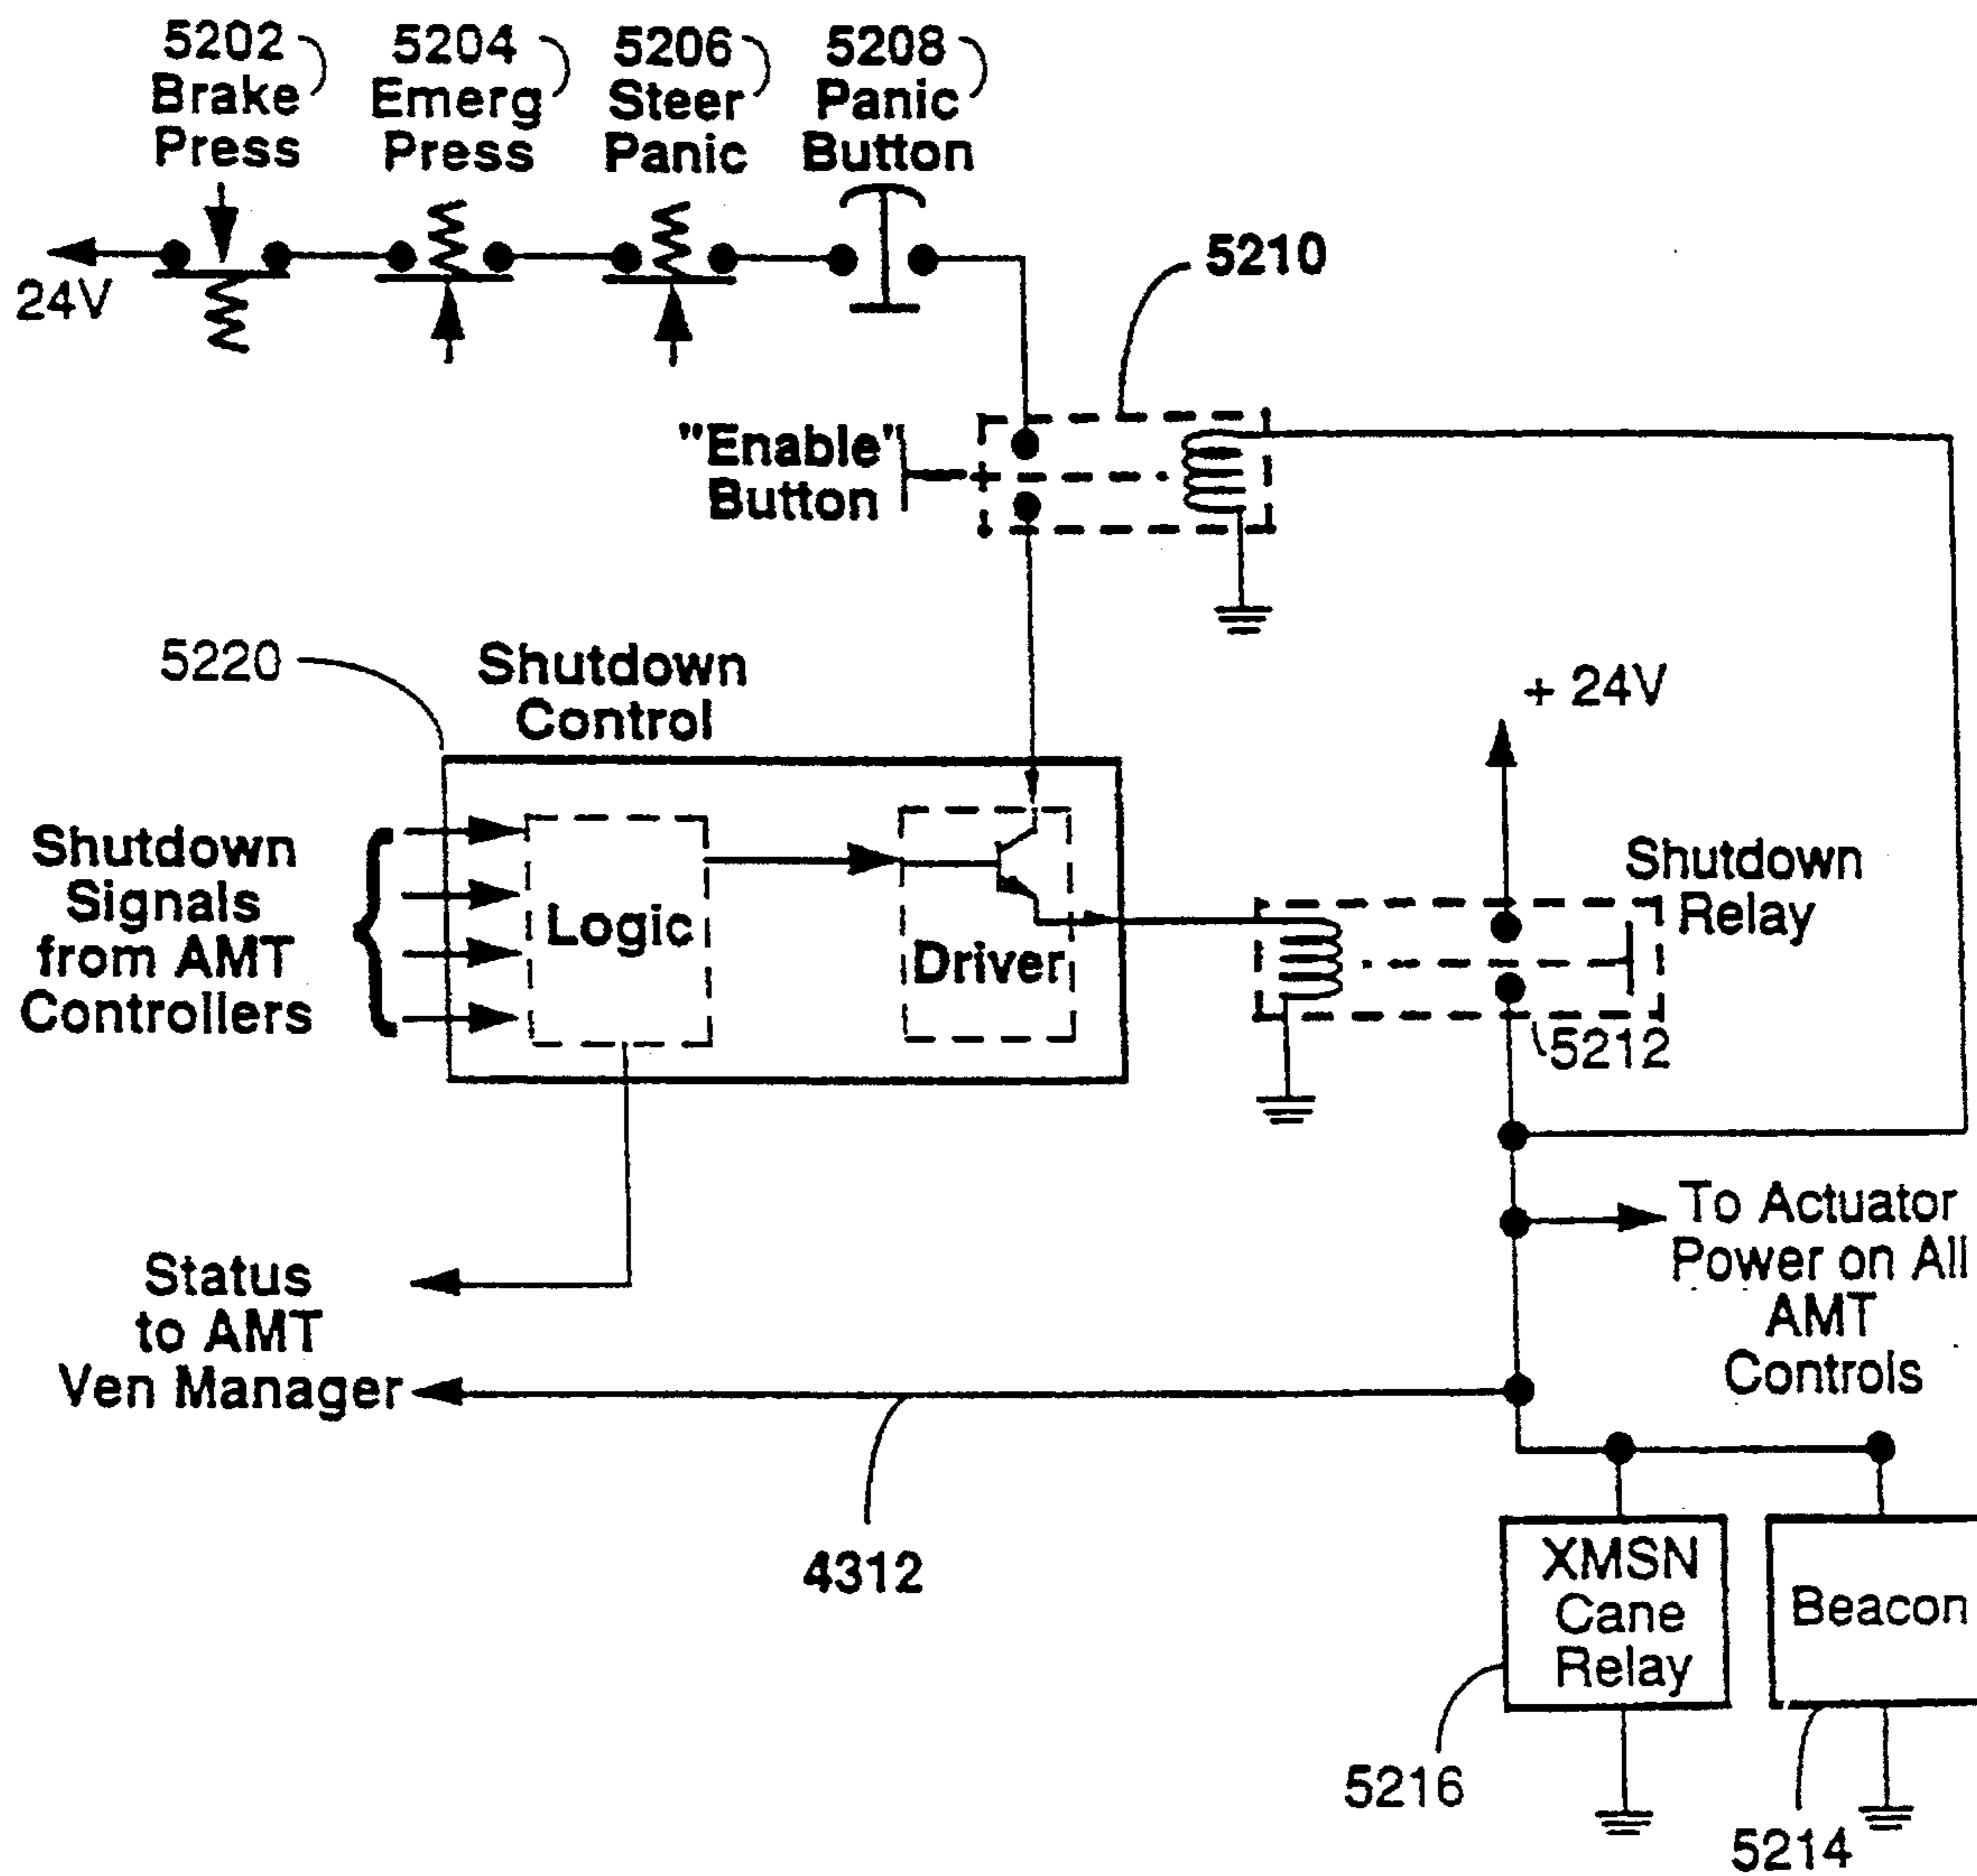 5202
Brake
Press
5204
Emerg
Press
5206
Steer
Panic
5208
Panic
Button
24V
5210
"Enable"
Button
5220
Shutdown
Control
+ 24V
Shutdown
Signals
from AMT
Controllers
Logic
Driver
Shutdown
Relay
5212
To Actuator
Power on All
AMT
Controls
Status
to AMT
Ven Manager
4312
XMSN
Cane
Relay
Beacon
5216
5214